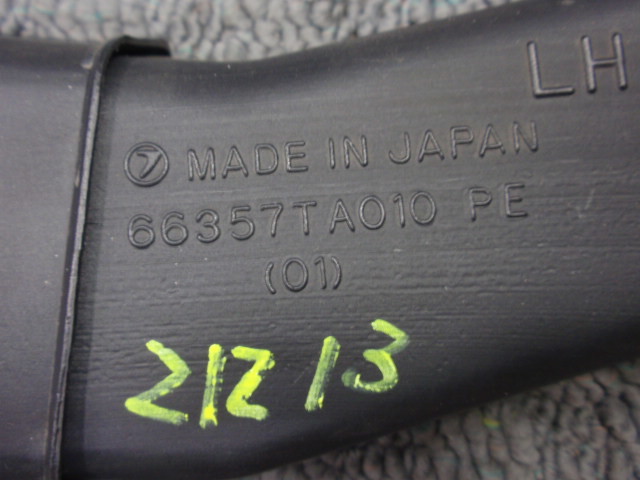 LH
MADE IN JAPAN
66357TA010 PE
(01)
21213